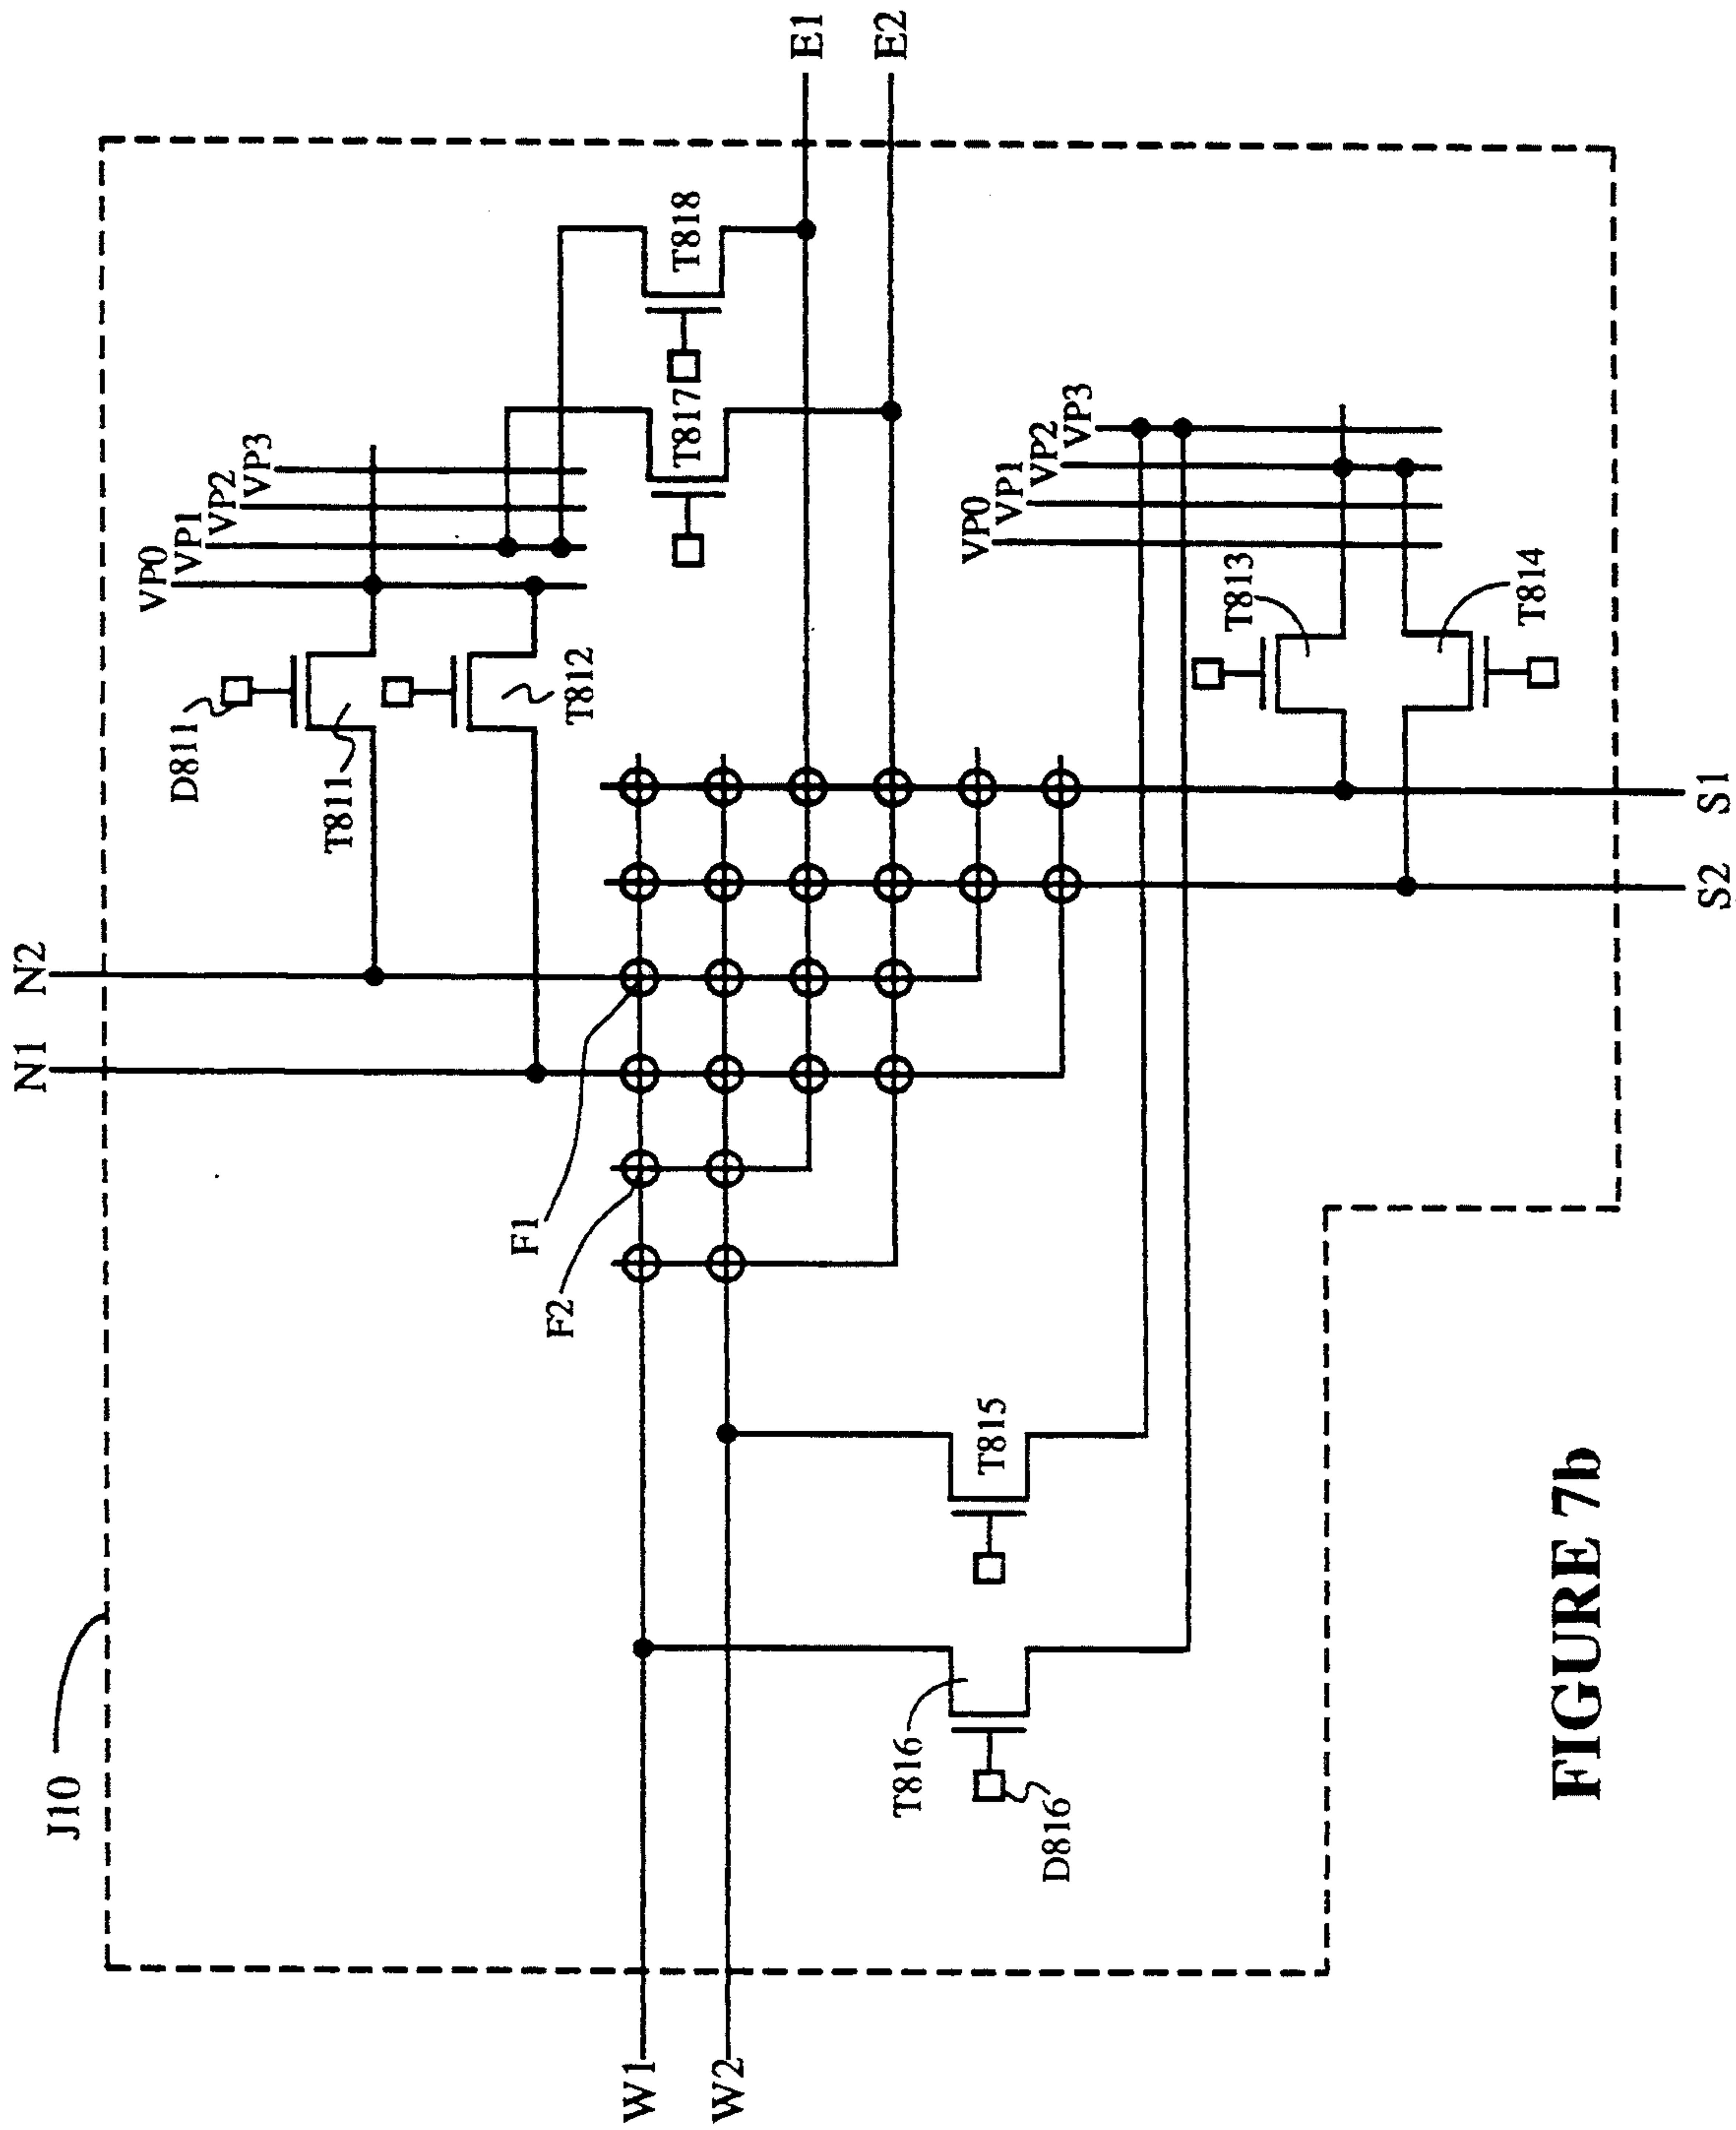 J10
N1
N2
D811
T811
T812
VP0
VP1
VP2
VP3
T817
T818
E1
E2
F1
F2
W1
W2
T816
D816
T815
VP0
VP1
VP2
VP3
T813
T814
S2
S1
FIGURE 7b